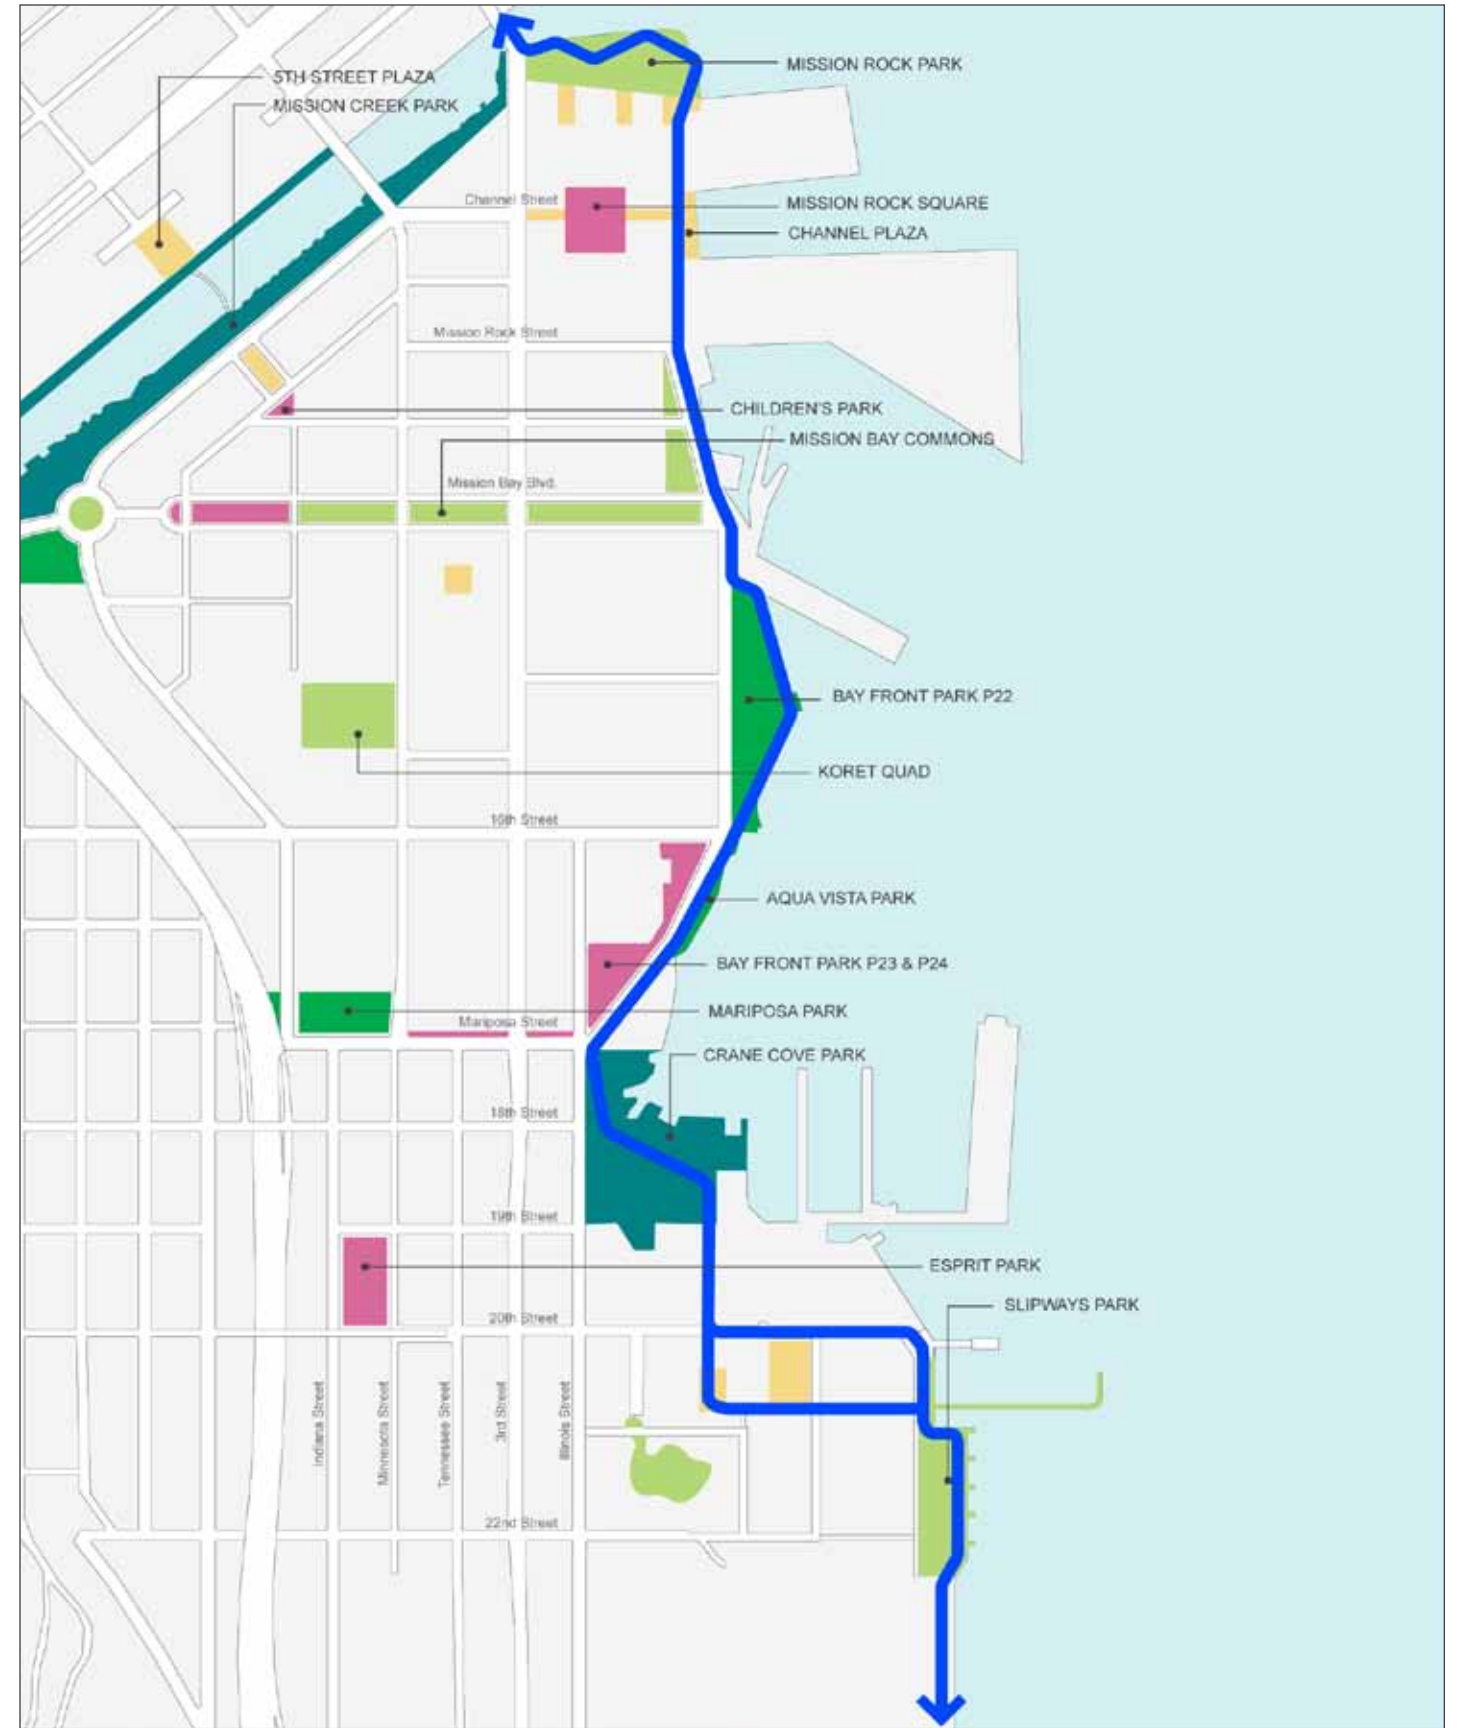 MISSION ROCK PARK
5TH STREET PLAZA
MISSION CREEK PARK
Channel Street
MISSION ROCK SQUARE
CHANNEL PLAZA
Mission Rock Street
CHILDREN'S PARK
MISSION BAY COMMONS
Mission Bay Blvd.
BAY FRONT PARK P22
KORET QUAD
16th Street
AQUA VISTA PARK
BAY FRONT PARK P23 & P24
MARIPOSA PARK
Mariposa Street
CRANE COVE PARK
18th Street
19th Street
ESPRIT PARK
SLIPWAYS PARK
20th Street
Indiana Street
Minnesota Street
Tennessee Street
3rd Street
Illinois Street
22nd Street